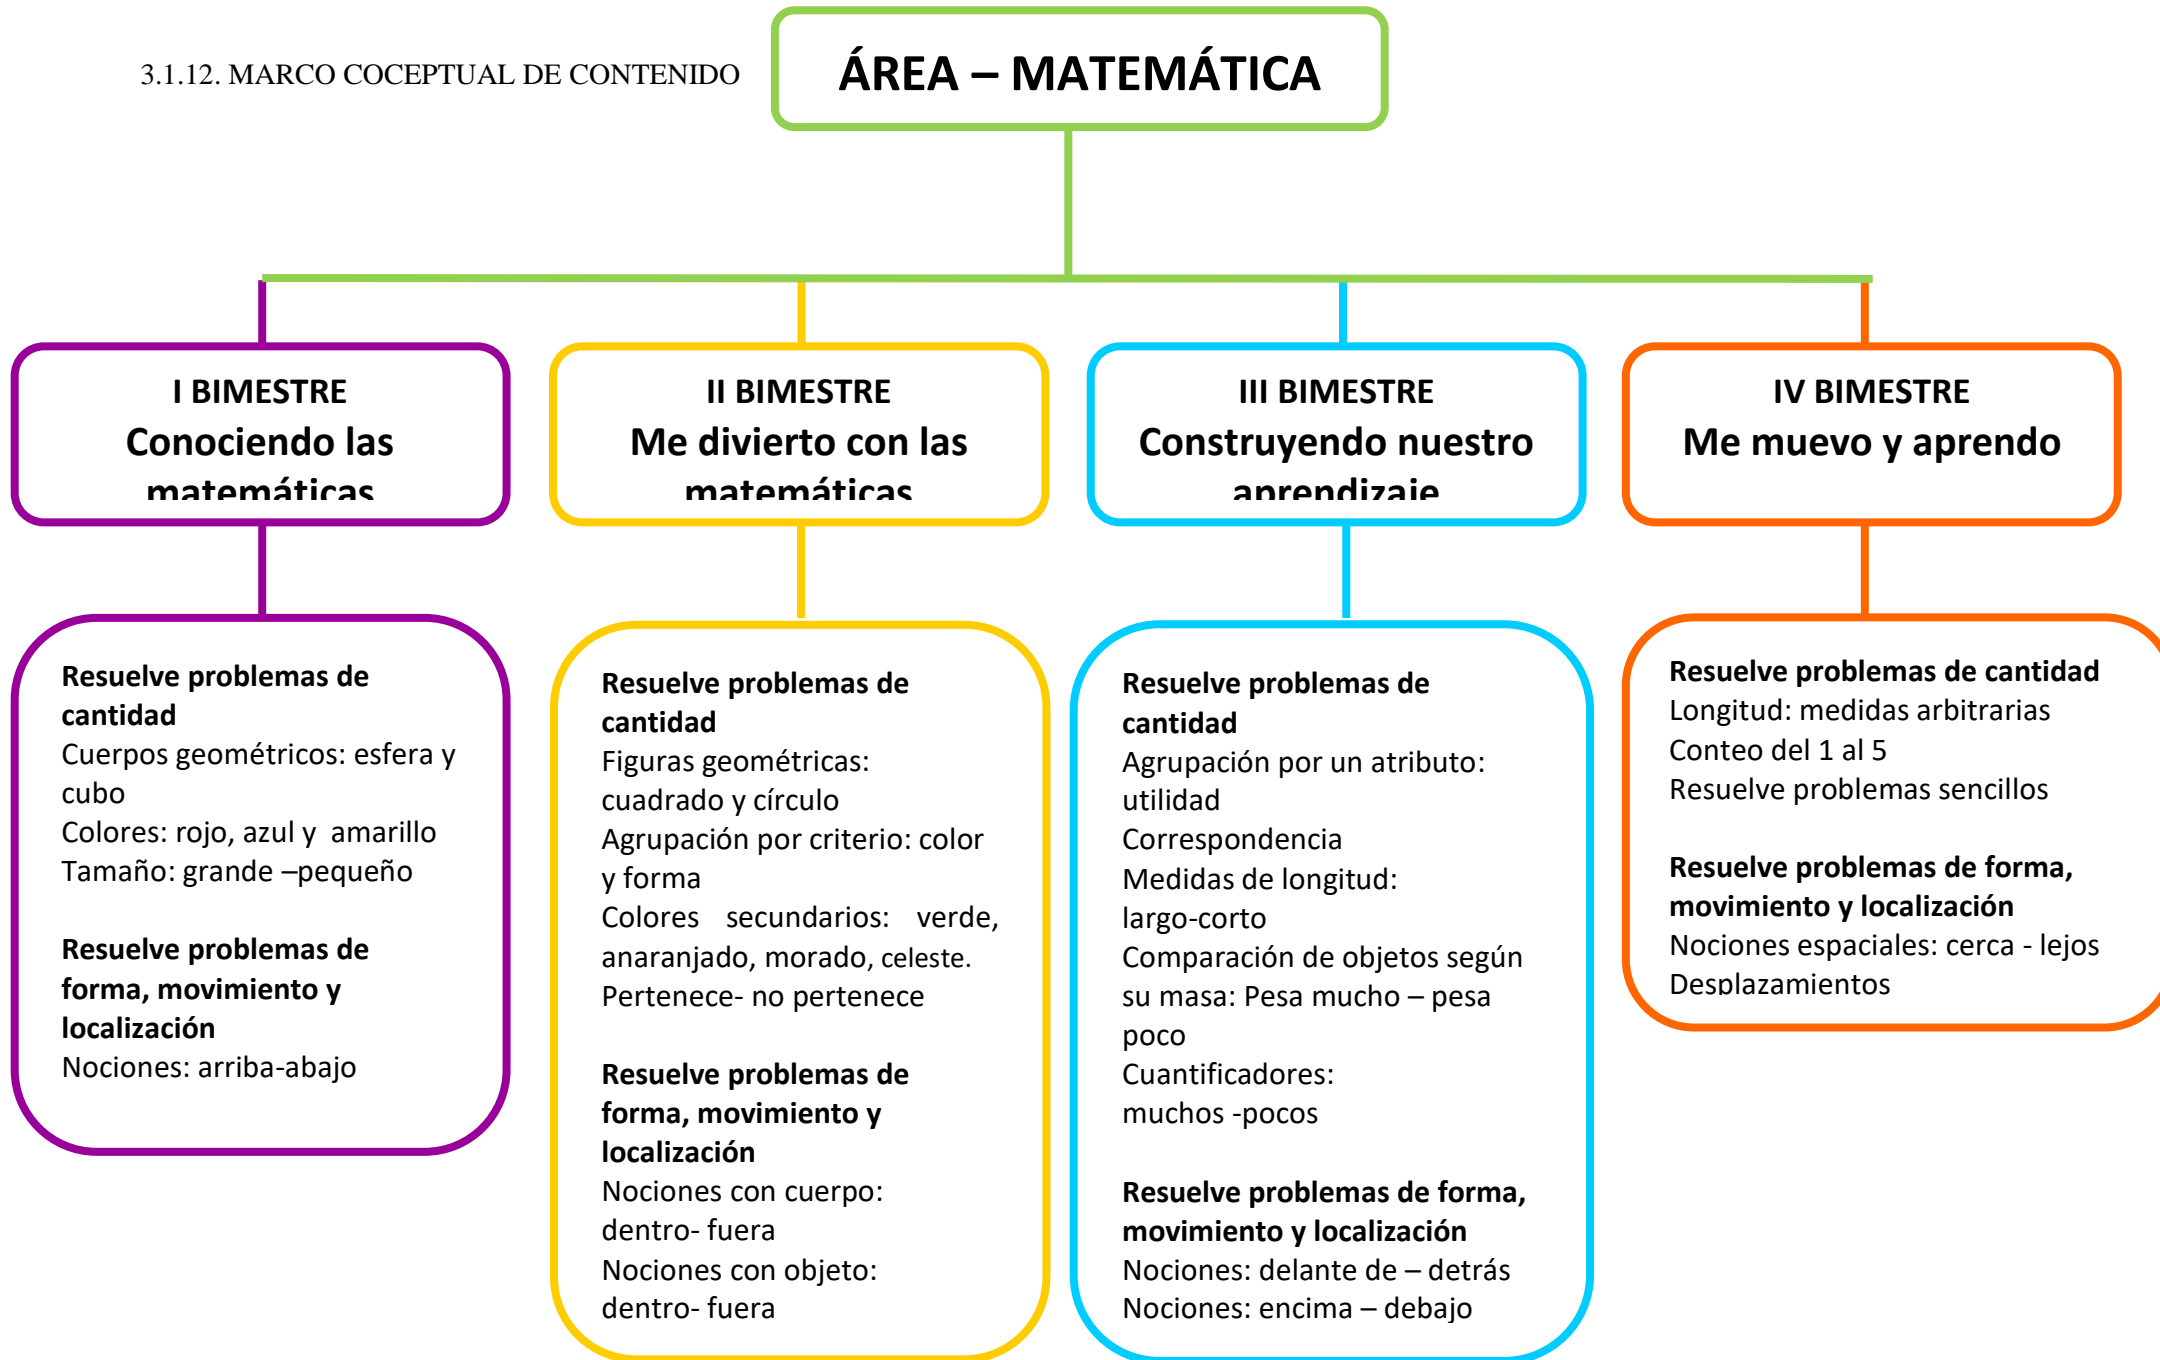 3.1.12. MARCO COCEPTUAL DE CONTENIDO
ÁREA – MATEMÁTICA
I BIMESTRE
Conociendo las
matemáticas
II BIMESTRE
Me divierto con las
matemáticas
III BIMESTRE
Construyendo nuestro
aprendizaje
IV BIMESTRE
Me muevo y aprendo
Resuelve problemas de
cantidad
Cuerpos geométricos: esfera y
cubo
Colores: rojo, azul y amarillo
Tamaño: grande –pequeño
Resuelve problemas de
forma, movimiento y
localización
Nociones: arriba-abajo
Resuelve problemas de
cantidad
Figuras geométricas:
cuadrado y círculo
Agrupación por criterio: color
y forma
Colores secundarios: verde,
anaranjado, morado, celeste.
Pertenece- no pertenece
Resuelve problemas de
forma, movimiento y
localización
Nociones con cuerpo:
dentro- fuera
Nociones con objeto:
dentro- fuera
Resuelve problemas de
cantidad
Agrupación por un atributo:
utilidad
Correspondencia
Medidas de longitud:
largo-corto
Comparación de objetos según
su masa: Pesa mucho – pesa
poco
Cuantificadores:
muchos -pocos
Resuelve problemas de forma,
movimiento y localización
Nociones: delante de – detrás
Nociones: encima – debajo
Resuelve problemas de cantidad
Longitud: medidas arbitrarias
Conteo del 1 al 5
Resuelve problemas sencillos
Resuelve problemas de forma,
movimiento y localización
Nociones espaciales: cerca - lejos
Desplazamientos